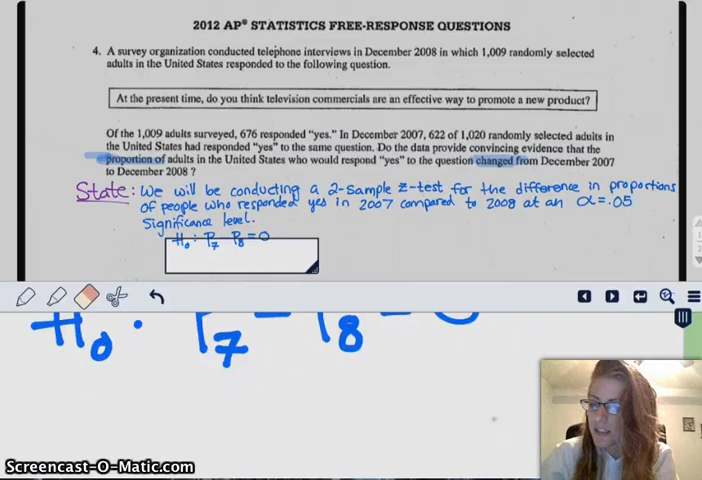 2012 AP® STATISTICS FREE-RESPONSE QUESTIONS
4. A survey organization conducted telephone interviews in December 2008 in which 1,009 randomly selected
adults in the United States responded to the following question.
At the present time, do you think television commercials are an effective way to promote a new product?
Of the 1,009 adults surveyed, 676 responded “yes.” In December 2007, 622 of 1,020 randomly selected adults in
the United States had responded “yes” to the same question. Do the data provide convincing evidence that the
proportion of adults in the United States who would respond “yes” to the question changed from December 2007
to December 2008 ?
State: We will be conducting a 2-Sample Z-test for the difference in proportions
of people who responded yes in 2007 compared to 2008 at an α=.05
Significance level.
H₀: P₇ - P₈ = 0
H₀: P₇ - P₈ = 0
Screencast-O-Matic.com